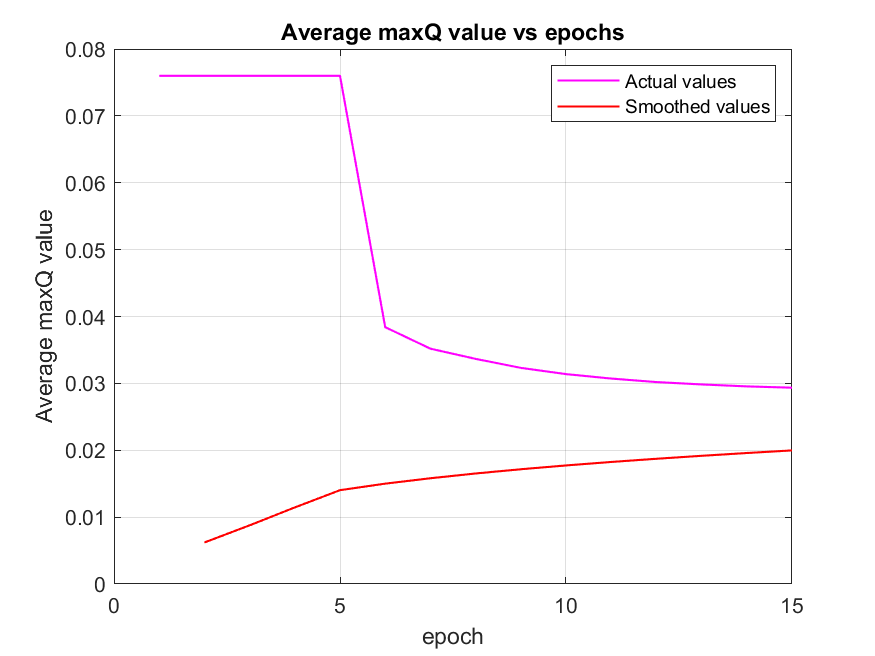 Average maxQ value vs epochs
Actual values
Smoothed values
Average maxQ value
0.08
0.07
0.06
0.05
0.04
0.03
0.02
0.01
0
0
5
10
15
epoch